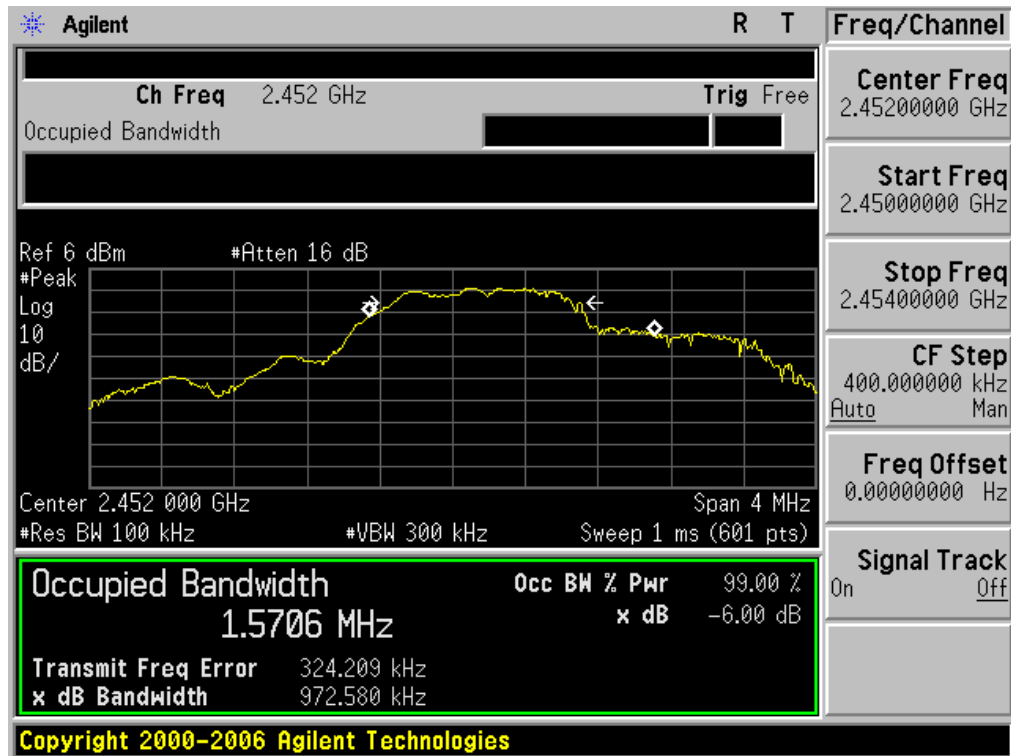 Agilent R T
Ch Freq 2.452 GHz Trig Free
Occupied Bandwidth
Ref 6 dBm #Atten 16 dB
#Peak
Log
10
dB/
Center 2.452 000 GHz Span 4 MHz
#Res BW 100 kHz #VBW 300 kHz Sweep 1 ms (601 pts)
Occupied Bandwidth Occ BW % Pwr 99.00 %
1.5706 MHz x dB -6.00 dB
Transmit Freq Error 324.209 kHz
x dB Bandwidth 972.580 kHz
Copyright 2000-2006 Agilent Technologies
Freq/Channel
Center Freq
2.45200000 GHz
Start Freq
2.45000000 GHz
Stop Freq
2.45400000 GHz
CF Step
400.000000 kHz
Auto Man
Freq Offset
0.00000000 Hz
Signal Track
On Off